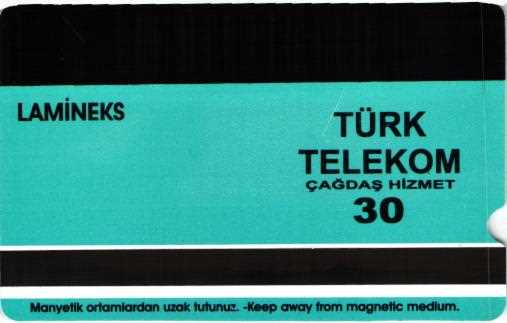 LAMİNEKS
TÜRK
TELEKOM
ÇAĞDAŞ HİZMET
30
Manyetik ortamlardan uzak tutunuz. -Keep away from magnetic medium.